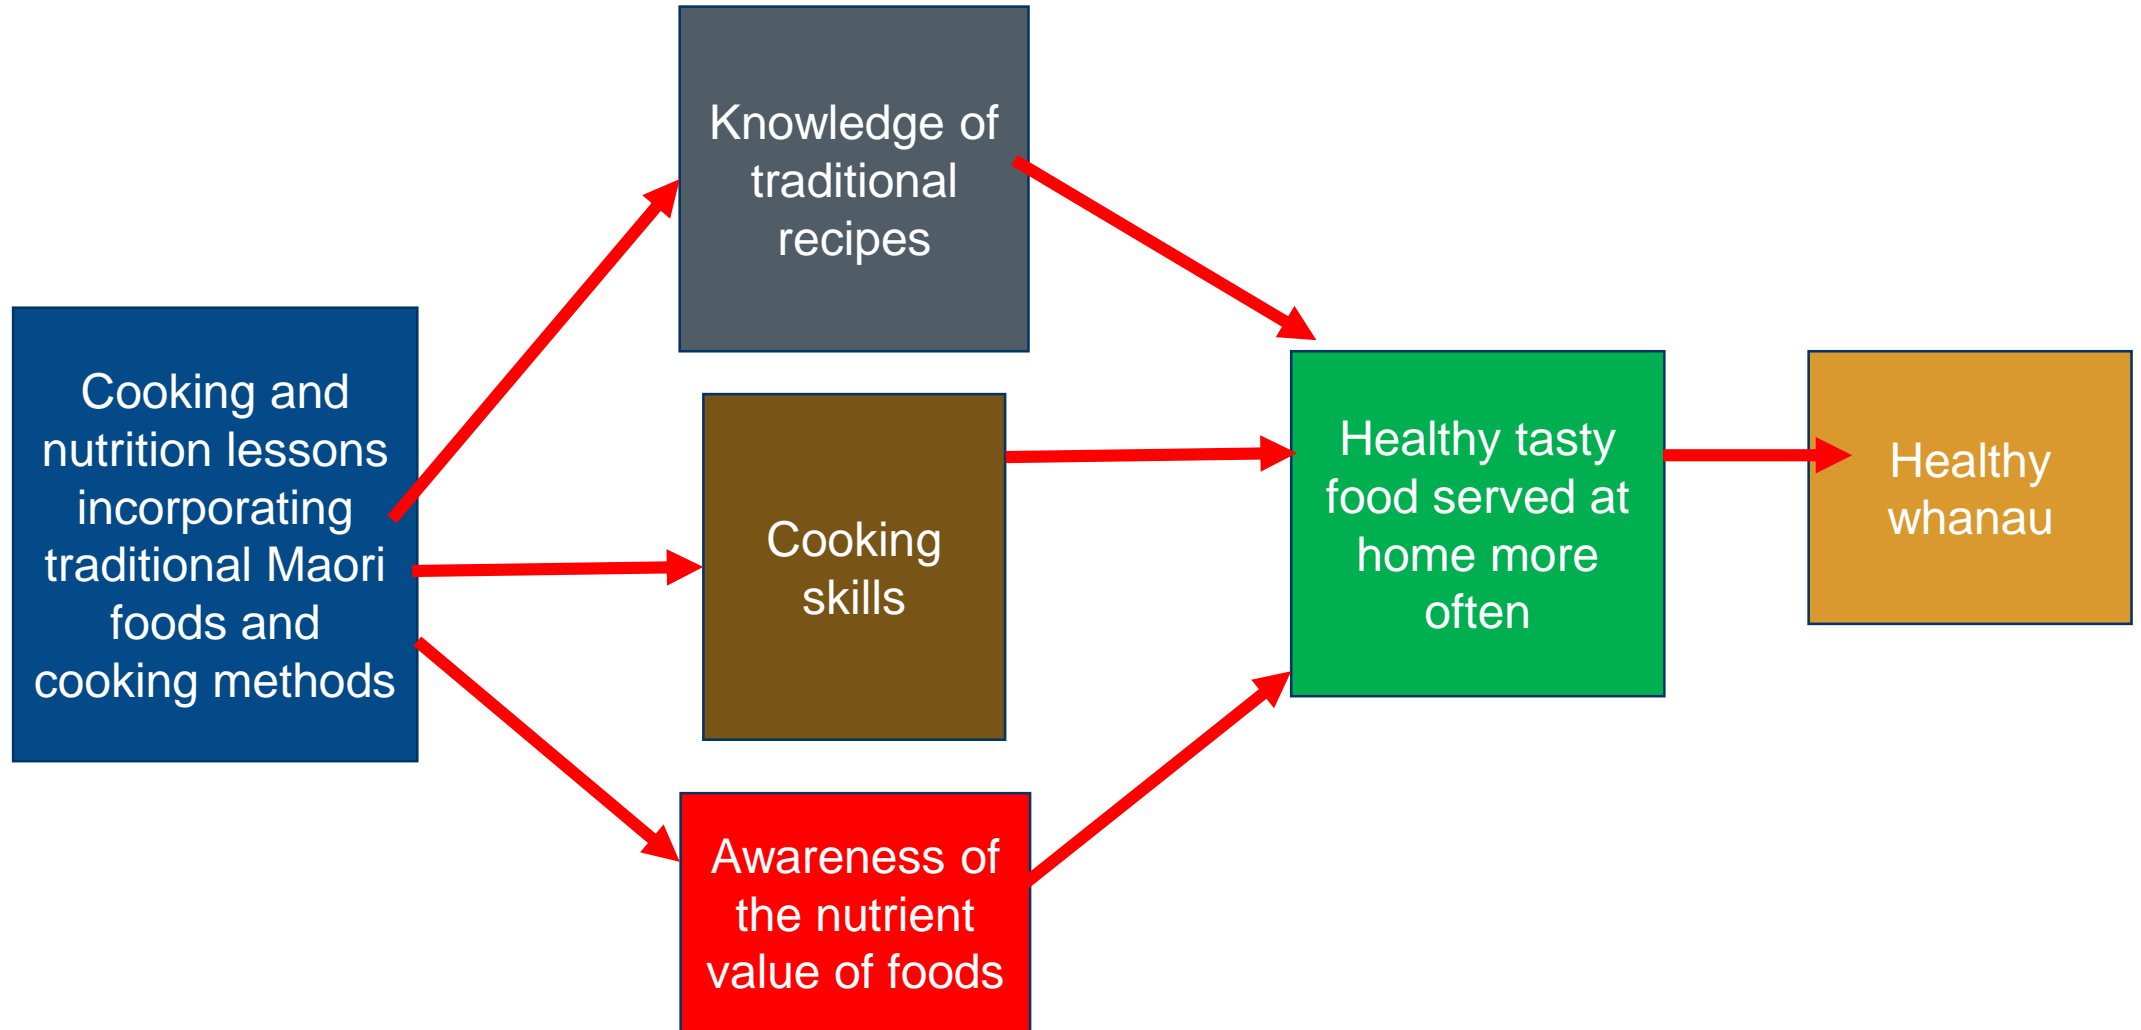 Cooking and
nutrition lessons
incorporating
traditional Maori
foods and
cooking methods
Knowledge of
traditional
recipes
Cooking
skills
Awareness of
the nutrient
value of foods
Healthy tasty
food served at
home more
often
Healthy
whanau